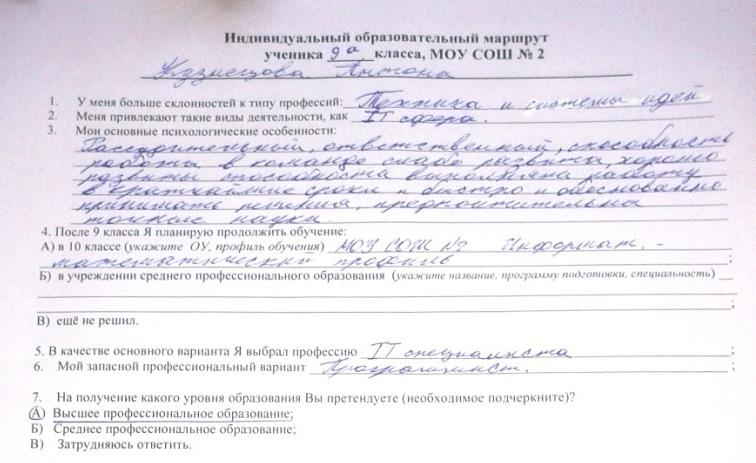 Индивидуальный образовательный маршрут
ученика 9а класса, МОУ СОШ № 2
Кузнецова Антона
1. У меня больше склонностей к типу профессий: Техника и системы идей
2. Меня привлекают такие виды деятельности, как IT сфера.
3. Мои основные психологические особенности:
Рассудительный, ответственный, способность
работы в команде слабо развита, хорошо
развиты способности выполнять работу
в кратчайшие сроки и быстро и обоснованно
принимать решения, предпочтительны
точные науки.
4. После 9 класса Я планирую продолжить обучение:
А) в 10 классе (укажите ОУ, профиль обучения) МОУ СОШ №2 Информат. -
математический профиль ;
Б) в учреждении среднего профессионального образования (укажите название, программу подготовки, специальность)
;
В) ещё не решил.
5. В качестве основного варианта Я выбрал профессию IT специалиста ;
6. Мой запасной профессиональный вариант Программист. ;
7. На получение какого уровня образования Вы претендуете (необходимое подчеркните)?
А) Высшее профессиональное образование;
Б) Среднее профессиональное образование;
В) Затрудняюсь ответить.